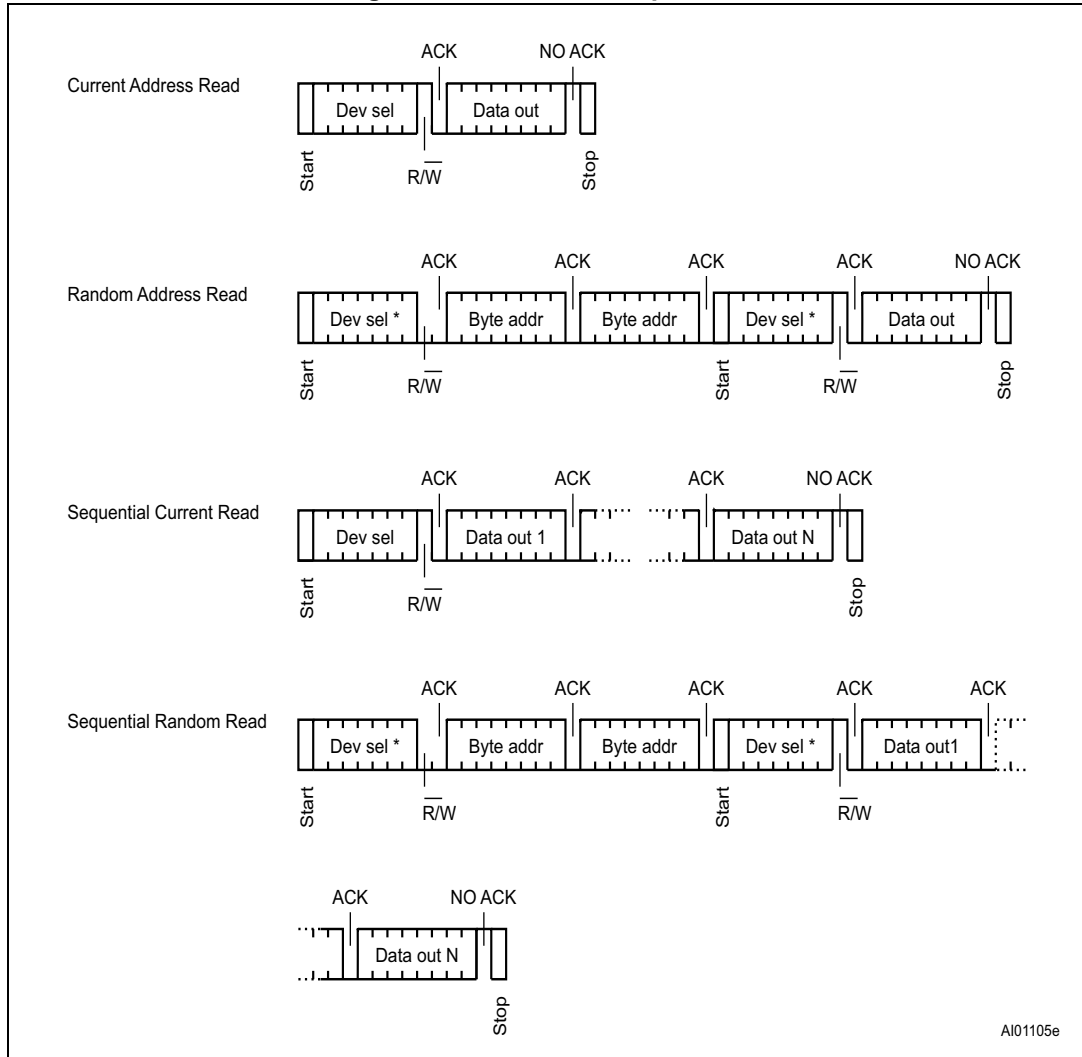 ACK NO ACK
Current Address Read
Dev sel Data out
Start R/W Stop
ACK ACK ACK ACK NO ACK
Random Address Read
Dev sel * Byte addr Byte addr Dev sel * Data out
Start R/W Start R/W Stop
ACK ACK ACK NO ACK
Sequential Current Read
Dev sel Data out 1 Data out N
Start R/W Stop
ACK ACK ACK ACK ACK
Sequential Random Read
Dev sel * Byte addr Byte addr Dev sel * Data out1
Start R/W Start R/W
ACK NO ACK
Data out N
Stop
AI01105e